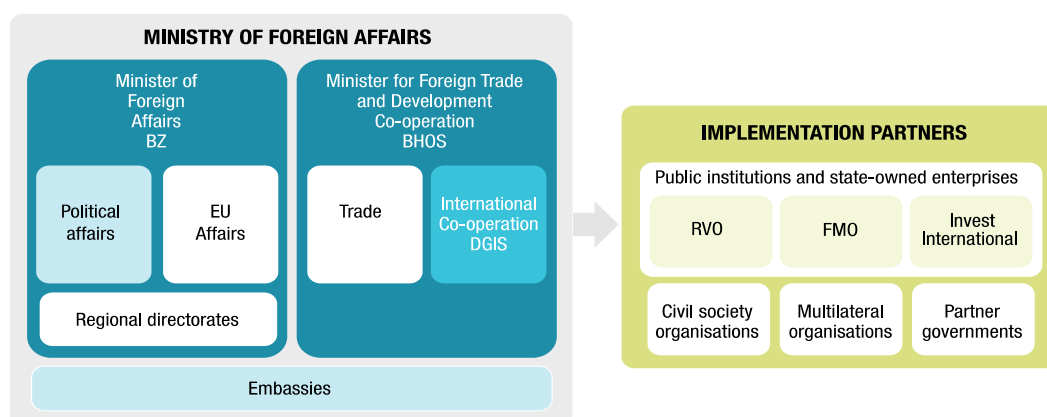 MINISTRY OF FOREIGN AFFAIRS
Minister of
Foreign
Affairs
BZ
Political
affairs
EU
Affairs
Regional directorates
Minister for Foreign Trade
and Development
Co-operation
BHOS
Trade
International
Co-operation
DGIS
Embassies
IMPLEMENTATION PARTNERS
Public institutions and state-owned enterprises
RVO
FMO
Invest
International
Civil society
organisations
Multilateral
organisations
Partner
governments